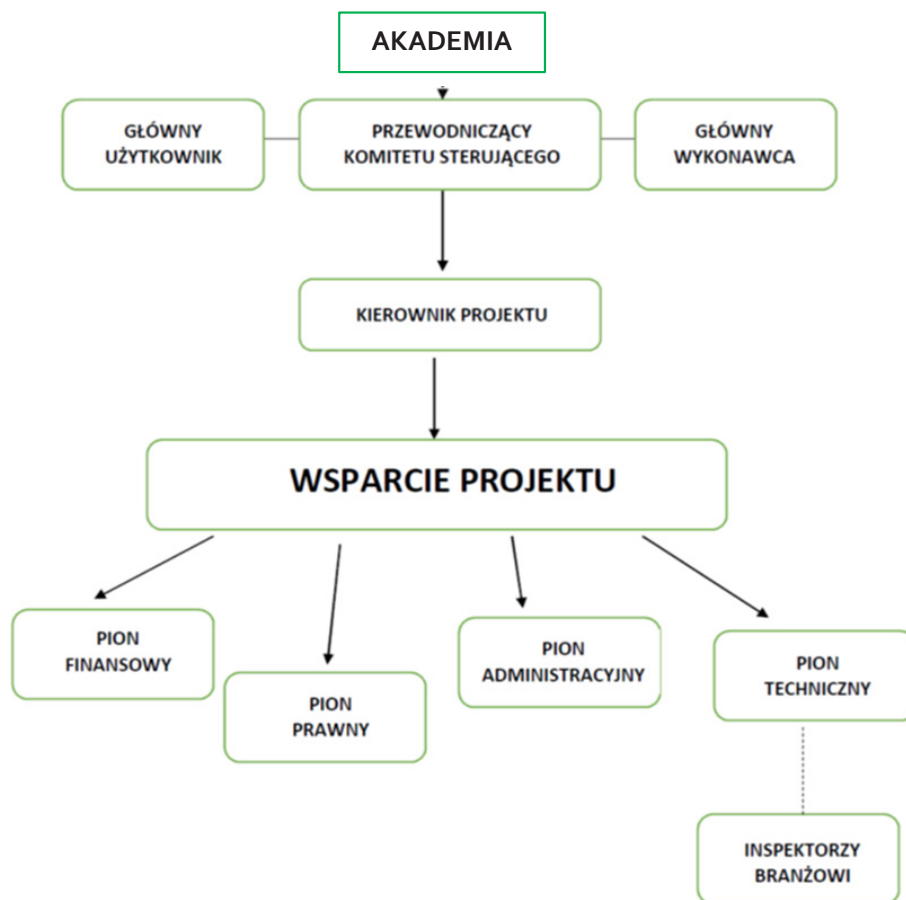 AKADEMIA
GŁÓWNY
UŻYTKOWNIK
PRZEWODNICZĄCY
KOMITETU STERUJĄCEGO
GŁÓWNY
WYKONAWCA
KIEROWNIK PROJEKTU
WSPARCIE PROJEKTU
PION
FINANSOWY
PION
PRAWNY
PION
ADMINISTRACYJNY
PION
TECHNICZNY
INSPEKTORZY
BRANŻOWI